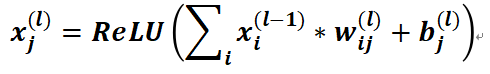 x_j^{(l)} = ReLU(∑_i x_i^{(l-1)} * w_{ij}^{(l)} + b_j^{(l)})↵